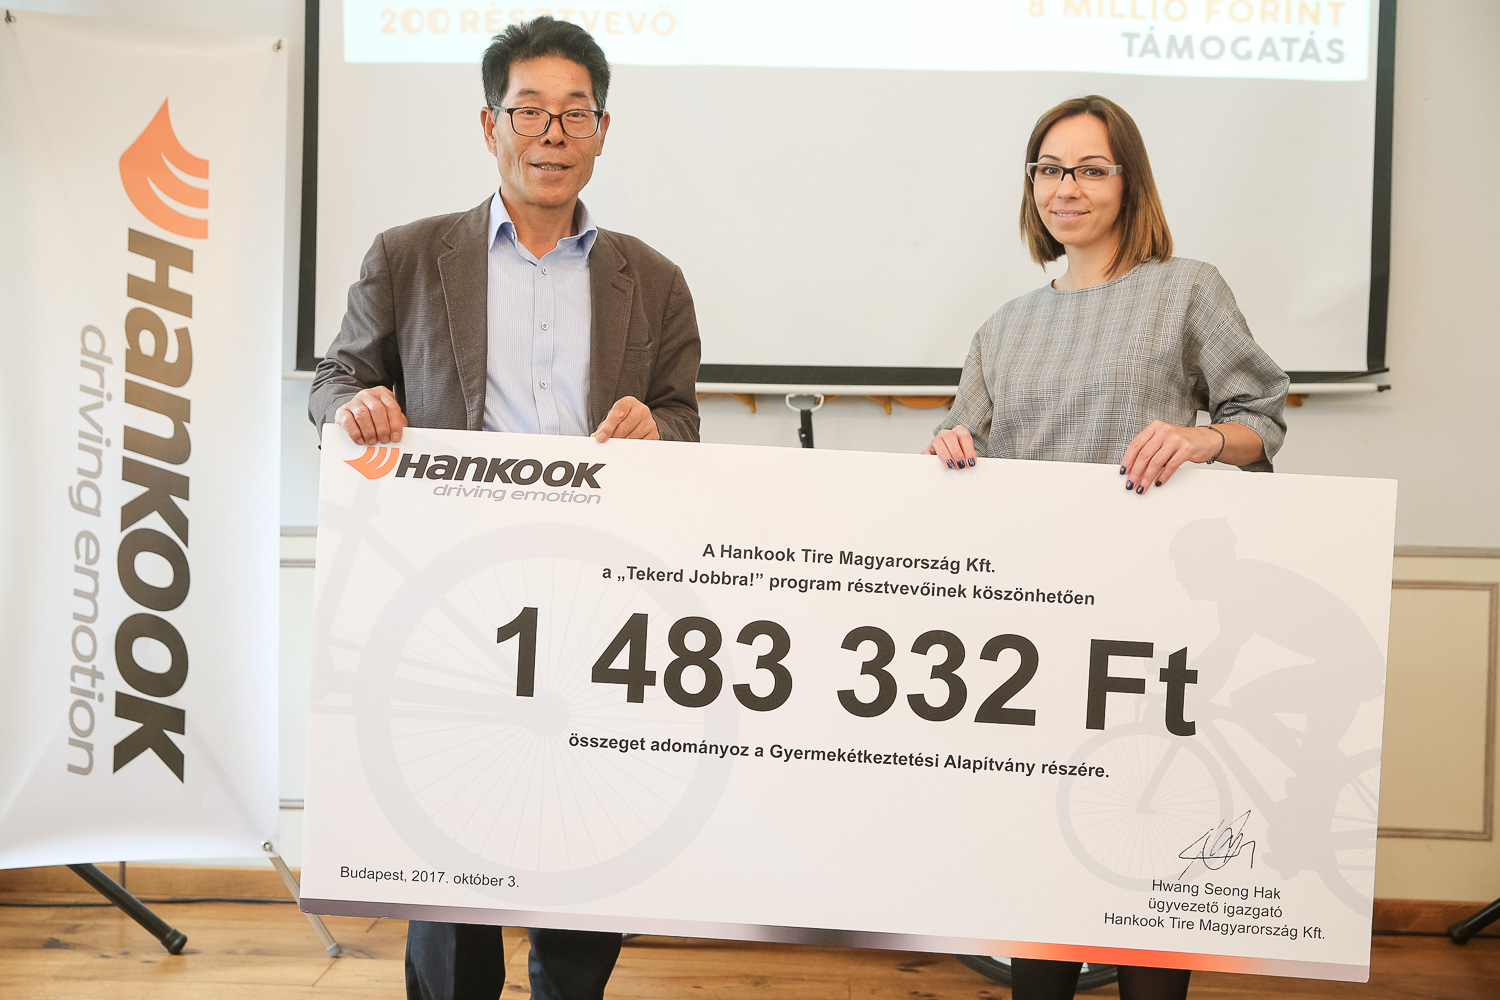 200 RÉSZTVEVŐ
8 MILLIÓ FORINT
TÁMOGATÁS
HANKOOK
driving emotion
HANKOOK
driving emotion
A Hankook Tire Magyarország Kft.
a „Tekerd Jobbra!” program résztvevőinek köszönhetően
1 483 332 Ft
összeget adományoz a Gyermekétkeztetési Alapítvány részére.
Budapest, 2017. október 3.
Hwang Seong Hak
ügyvezető igazgató
Hankook Tire Magyarország Kft.